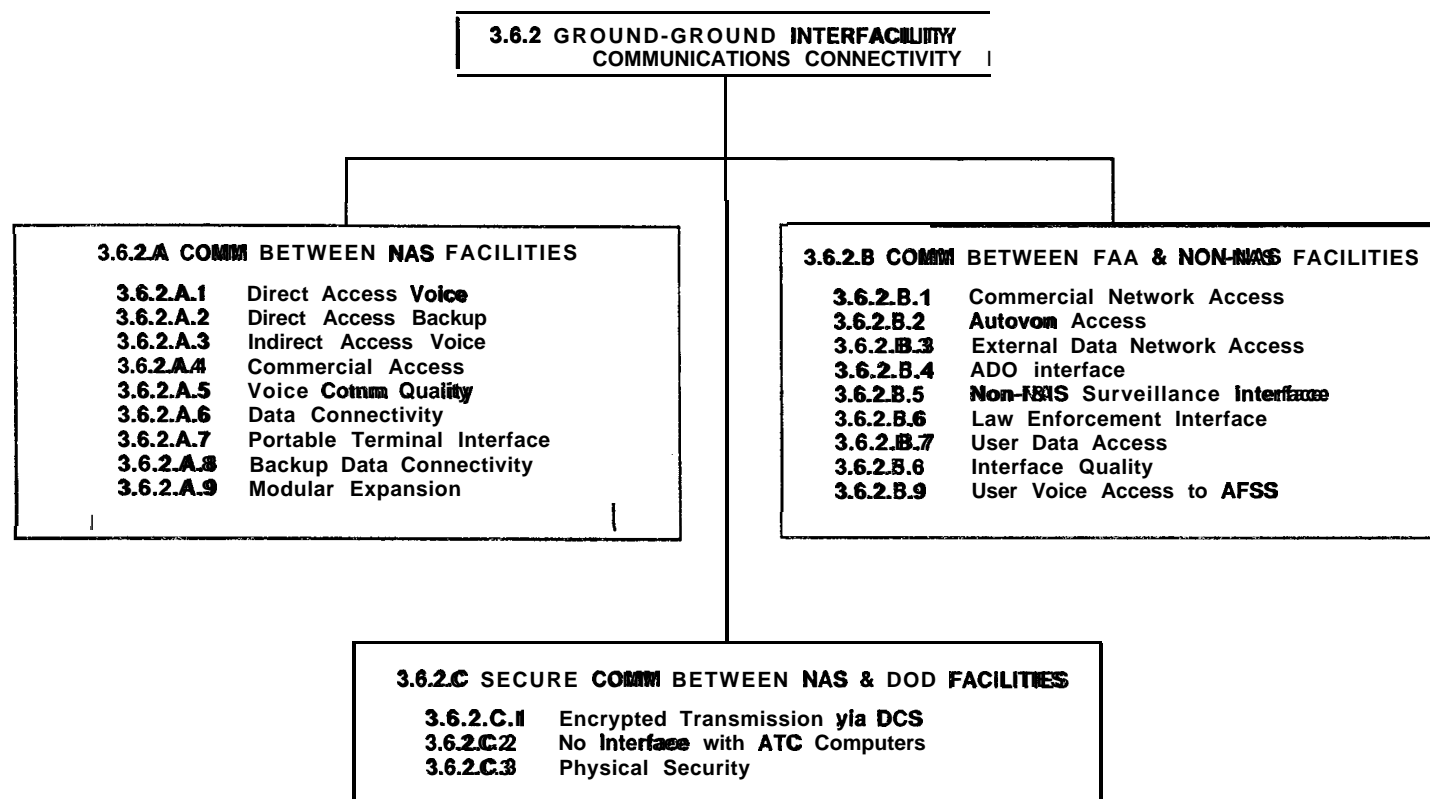 3.6.2 GROUND-GROUND INTERFACILITY
COMMUNICATIONS CONNECTIVITY
3.6.2.A COMM BETWEEN NAS FACILITIES
3.6.2.A.1 Direct Access Voice
3.6.2.A.2 Direct Access Backup
3.6.2.A.3 Indirect Access Voice
3.6.2.A.4 Commercial Access
3.6.2.A.5 Voice Comm Quality
3.6.2.A.6 Data Connectivity
3.6.2.A.7 Portable Terminal Interface
3.6.2.A.8 Backup Data Connectivity
3.6.2.A.9 Modular Expansion
3.6.2.B COMM BETWEEN FAA & NON-NAS FACILITIES
3.6.2.B.1 Commercial Network Access
3.6.2.B.2 Autovon Access
3.6.2.B.3 External Data Network Access
3.6.2.B.4 ADO interface
3.6.2.B.5 Non-NAS Surveillance interface
3.6.2.B.6 Law Enforcement Interface
3.6.2.B.7 User Data Access
3.6.2.B.8 Interface Quality
3.6.2.B.9 User Voice Access to AFSS
3.6.2.C SECURE COMM BETWEEN NAS & DOD FACILITIES
3.6.2.C.1 Encrypted Transmission via DCS
3.6.2.C.2 No Interface with ATC Computers
3.6.2.C.3 Physical Security